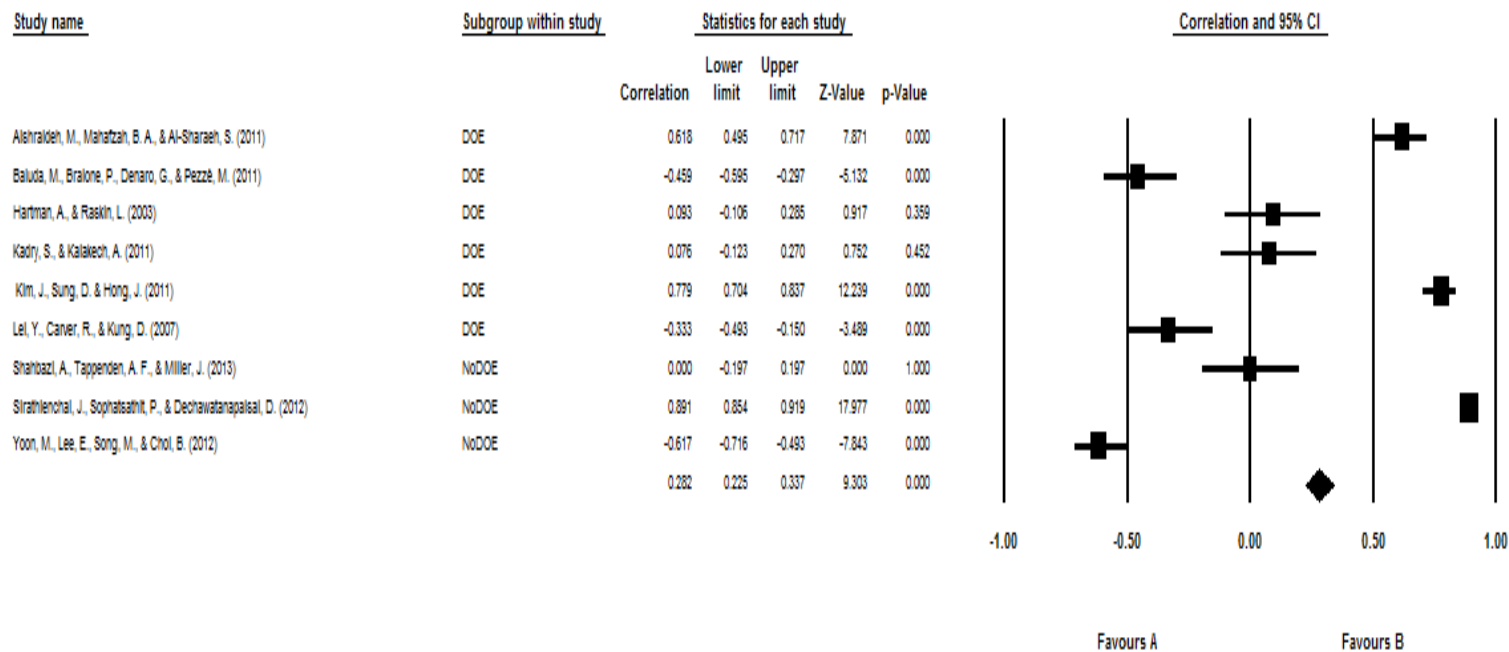 Study name Subgroup within study Statistics for each study Correlation and 95% CI
Lower Upper
Correlation limit limit Z-Value p-Value
Alshraideh, M., Mahafzah, B. A., & Al-Sharaeh, S. (2011) DOE 0.618 0.495 0.717 7.871 0.000
Baluda, M., Braione, P., Denaro, G., & Pezzè, M. (2011) DOE -0.459 -0.595 -0.297 -5.132 0.000
Hartman, A., & Raskin, L. (2003) DOE 0.093 -0.106 0.285 0.917 0.359
Kadry, S., & Kalakech, A. (2011) DOE 0.076 -0.123 0.270 0.752 0.452
Kim, J., Sung, D. & Hong, J. (2011) DOE 0.779 0.704 0.837 12.239 0.000
Lei, Y., Carver, R., & Kung, D. (2007) DOE -0.333 -0.493 -0.150 -3.489 0.000
Shahbazi, A., Tappenden, A. F., & Miller, J. (2013) NoDOE 0.000 -0.197 0.197 0.000 1.000
Sirathienchai, J., Sophatsathit, P., & Dechawatanapaisal, D. (2012) NoDOE 0.891 0.854 0.919 17.977 0.000
Yoon, M., Lee, E., Song, M., & Choi, B. (2012) NoDOE -0.617 -0.716 -0.493 -7.843 0.000
0.282 0.225 0.337 9.303 0.000
-1.00 -0.50 0.00 0.50 1.00
Favours A Favours B